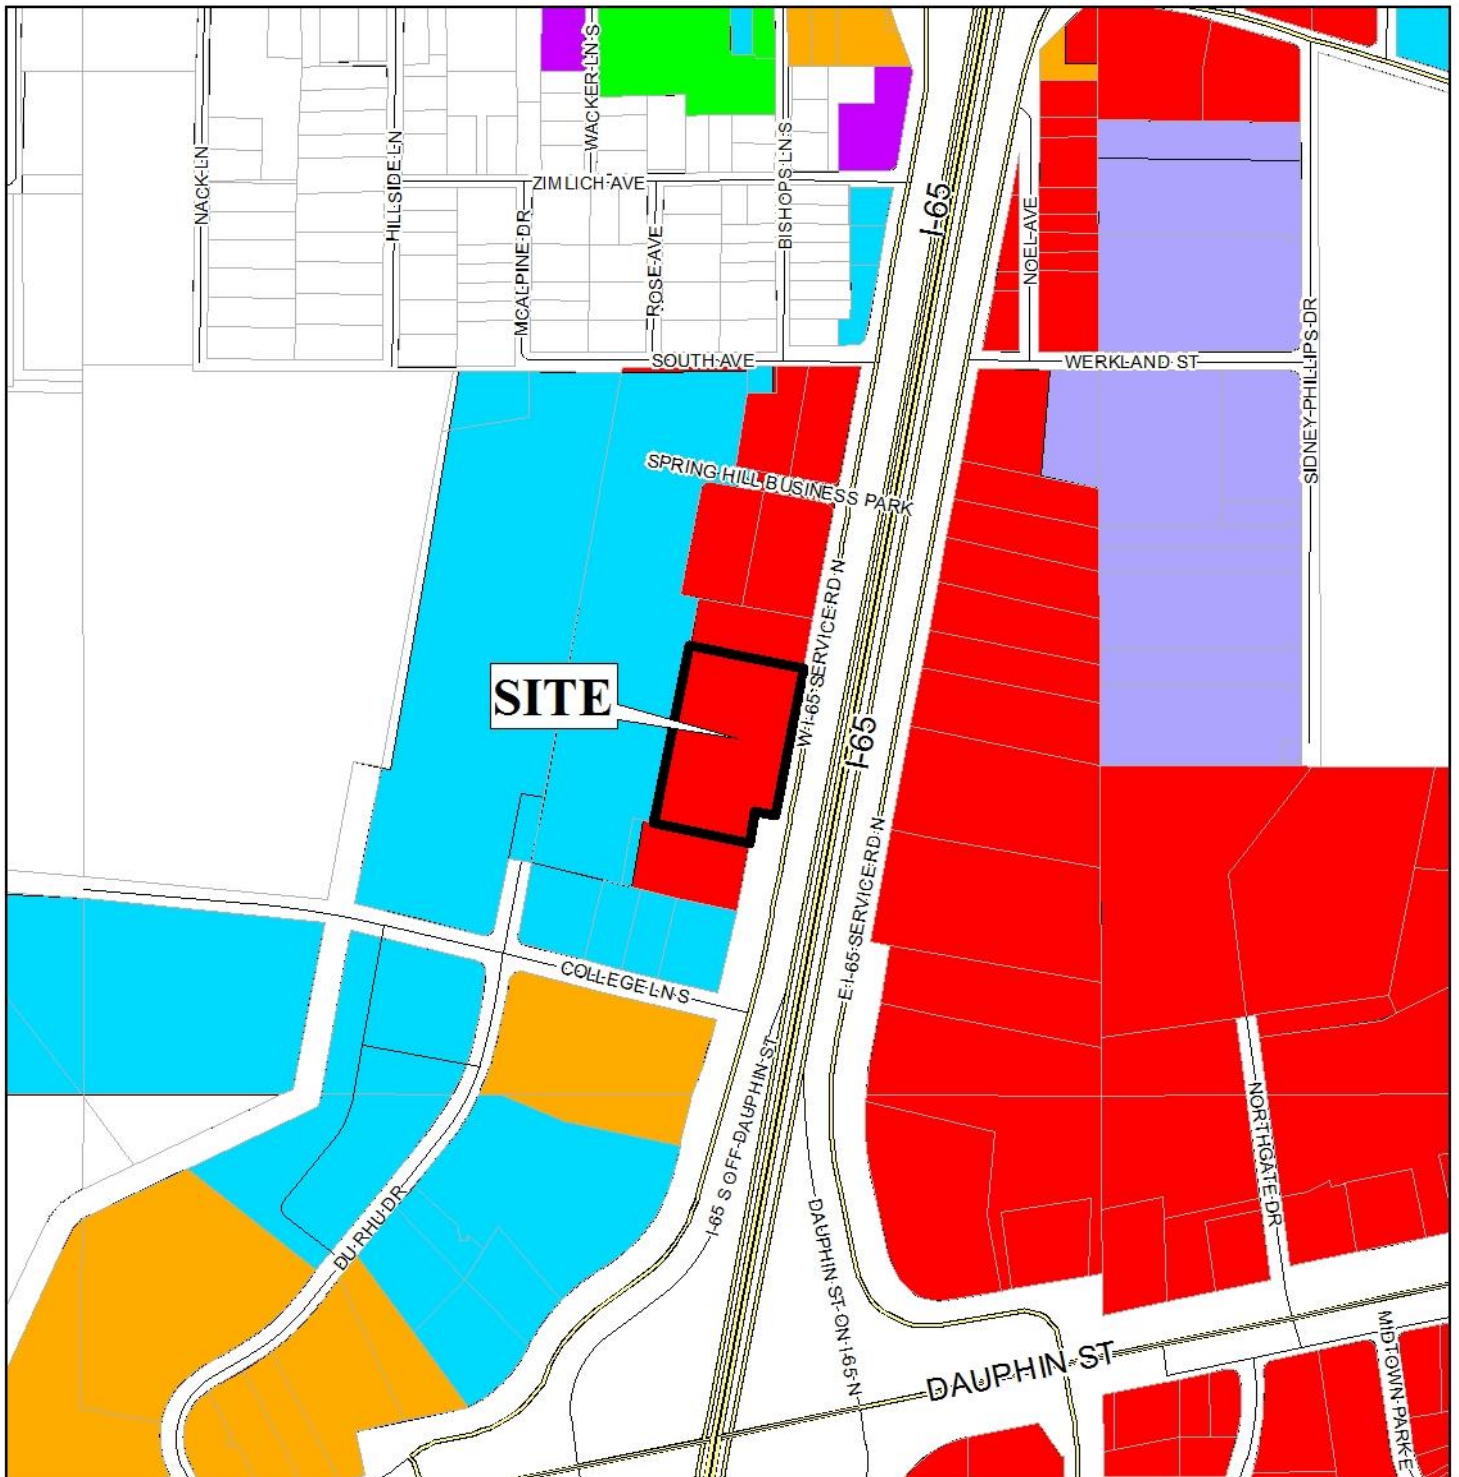 WACKER LN S
NACK LN
HILLSIDE LN
ZIMLICH AVE
BISHOPS LN S
I-65
MCALPINE DR
ROSE AVE
NOEL AVE
SOUTH AVE
WERKLAND ST
SIDNEY PHILLIPS DR
SPRING HILL BUSINESS PARK
W I-65 SERVICE RD N
SITE
I-65
E I-65 SERVICE RD N
COLLEGE LN S
I-65 S OFF DAUPHIN ST
NORTHGATE DR
DU RHU DR
DAUPHIN ST ON I-65 N
DAUPHIN ST
MIDTOWN PARK E